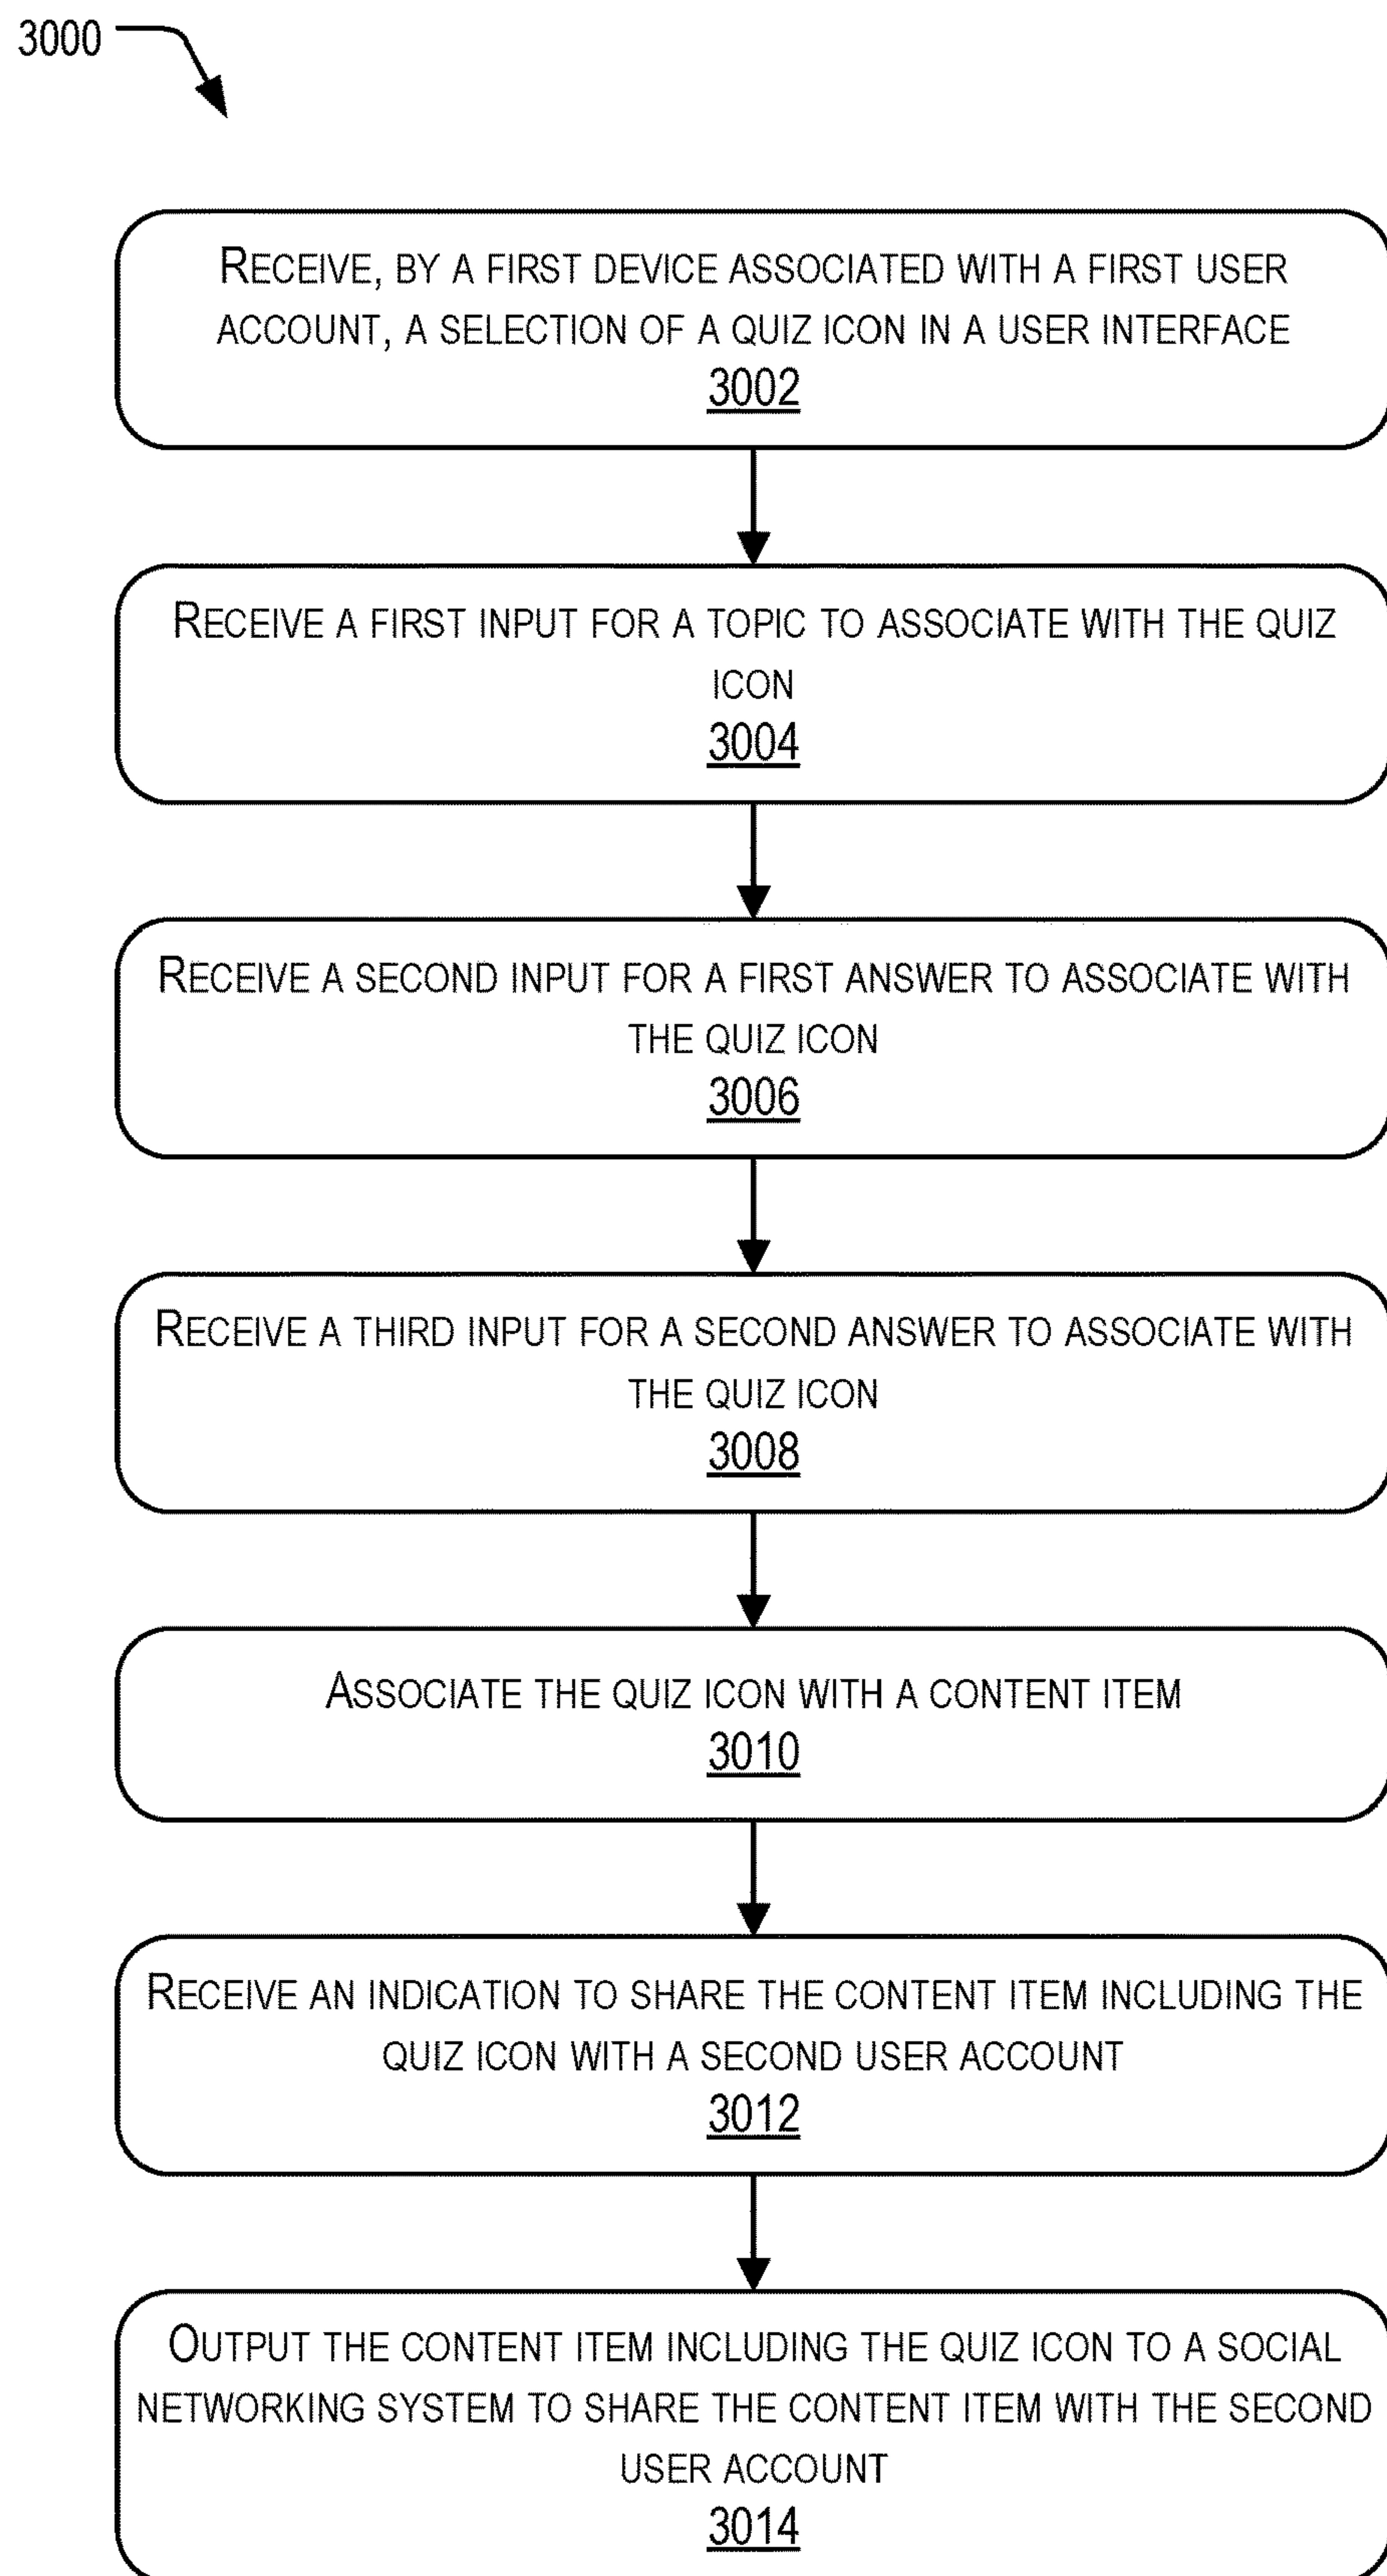 3000
RECEIVE, BY A FIRST DEVICE ASSOCIATED WITH A FIRST USER
ACCOUNT, A SELECTION OF A QUIZ ICON IN A USER INTERFACE
3002
RECEIVE A FIRST INPUT FOR A TOPIC TO ASSOCIATE WITH THE QUIZ
ICON
3004
RECEIVE A SECOND INPUT FOR A FIRST ANSWER TO ASSOCIATE WITH
THE QUIZ ICON
3006
RECEIVE A THIRD INPUT FOR A SECOND ANSWER TO ASSOCIATE WITH
THE QUIZ ICON
3008
ASSOCIATE THE QUIZ ICON WITH A CONTENT ITEM
3010
RECEIVE AN INDICATION TO SHARE THE CONTENT ITEM INCLUDING THE
QUIZ ICON WITH A SECOND USER ACCOUNT
3012
OUTPUT THE CONTENT ITEM INCLUDING THE QUIZ ICON TO A SOCIAL
NETWORKING SYSTEM TO SHARE THE CONTENT ITEM WITH THE SECOND
USER ACCOUNT
3014